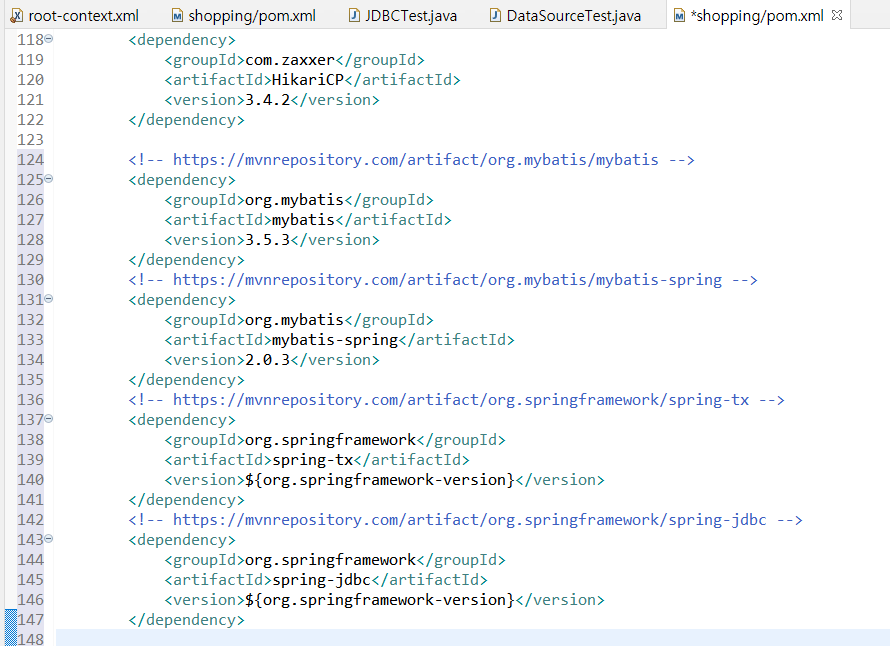 root-context.xml shopping/pom.xml JDBCTest.java DataSourceTest.java *shopping/pom.xml
118 <dependency>
119 <groupId>com.zaxxer</groupId>
120 <artifactId>HikariCP</artifactId>
121 <version>3.4.2</version>
122 </dependency>
123
124 <!-- https://mvnrepository.com/artifact/org.mybatis/mybatis -->
125 <dependency>
126 <groupId>org.mybatis</groupId>
127 <artifactId>mybatis</artifactId>
128 <version>3.5.3</version>
129 </dependency>
130 <!-- https://mvnrepository.com/artifact/org.mybatis/mybatis-spring -->
131 <dependency>
132 <groupId>org.mybatis</groupId>
133 <artifactId>mybatis-spring</artifactId>
134 <version>2.0.3</version>
135 </dependency>
136 <!-- https://mvnrepository.com/artifact/org.springframework/spring-tx -->
137 <dependency>
138 <groupId>org.springframework</groupId>
139 <artifactId>spring-tx</artifactId>
140 <version>${org.springframework-version}</version>
141 </dependency>
142 <!-- https://mvnrepository.com/artifact/org.springframework/spring-jdbc -->
143 <dependency>
144 <groupId>org.springframework</groupId>
145 <artifactId>spring-jdbc</artifactId>
146 <version>${org.springframework-version}</version>
147 </dependency>
148